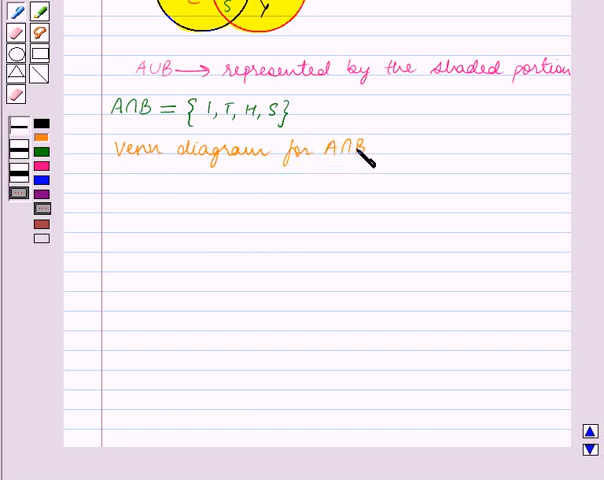 S Y
AUB → represented by the shaded portion
A∩B = { I, T, H, S}
Venn diagram for A∩B